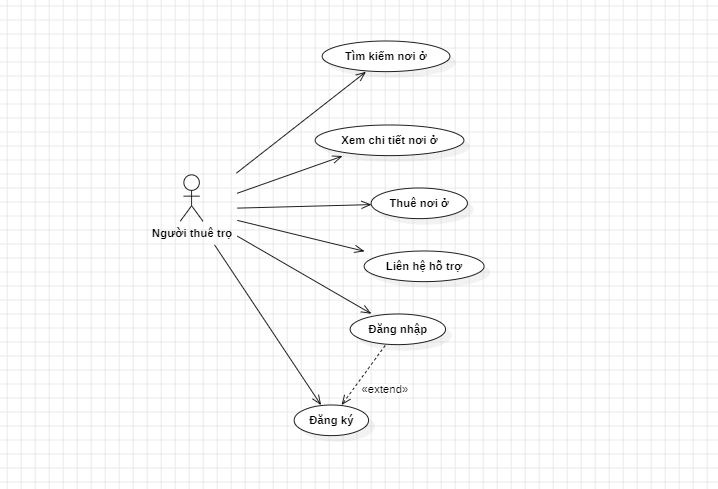 Tìm kiếm nơi ở
Xem chi tiết nơi ở
Thuê nơi ở
Người thuê trọ
Liên hệ hỗ trợ
Đăng nhập
«extend»
Đăng ký